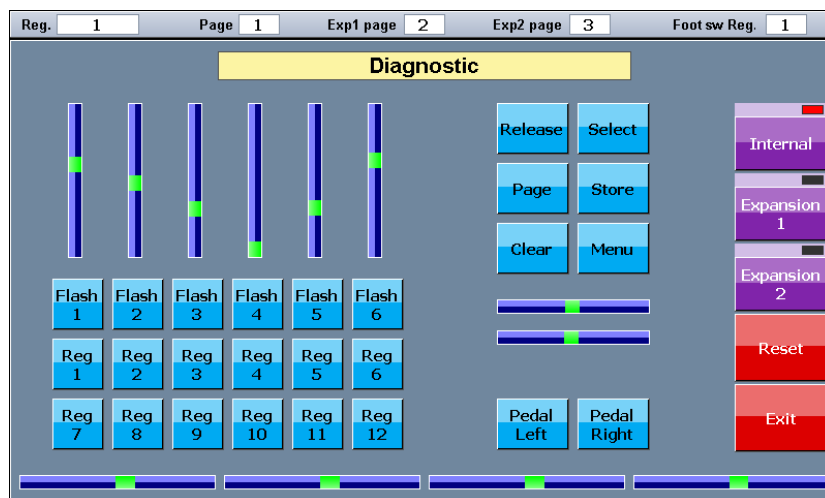 Reg. 1 Page 1 Exp1 page 2 Exp2 page 3 Foot sw Reg. 1
Diagnostic
Release Select
Page Store
Clear Menu
Internal
Expansion
1
Expansion
2
Reset
Exit
Flash Flash Flash Flash Flash Flash
1 2 3 4 5 6
Reg Reg Reg Reg Reg Reg
1 2 3 4 5 6
Reg Reg Reg Reg Reg Reg
7 8 9 10 11 12
Pedal Pedal
Left Right